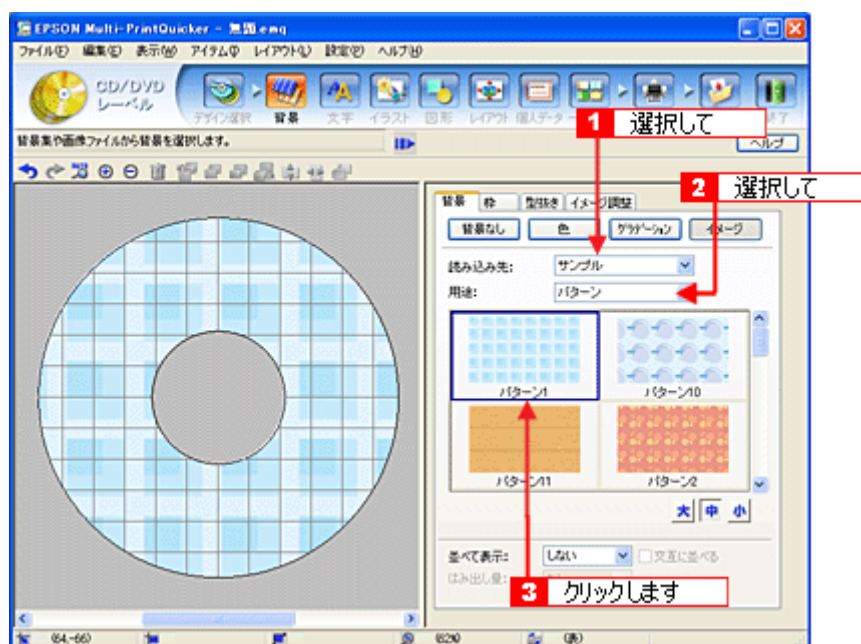 EPSON Multi-PrintQuicker - 無題.emq
ファイル(F) 編集(E) 表示(W) アイテム(I) レイアウト(L) 設定(P) ヘルプ(H)
CD/DVD
レーベル
デザイン選択 背景 文字 イラスト 図形 レイアウト 個人データ
終了
1 選択して
背景集や画像ファイルから背景を選択します。
ヘルプ
2 選択して
背景 枠 型抜き イメージ調整
背景なし 色 グラデーション イメージ
読み込み先: サンプル
用途: パターン
パターン1 パターン10
パターン11 パターン2
大 中 小
並べて表示: しない 交互に並べる
はみ出し量:
3 クリックします
(64,-66) (62%) (表)